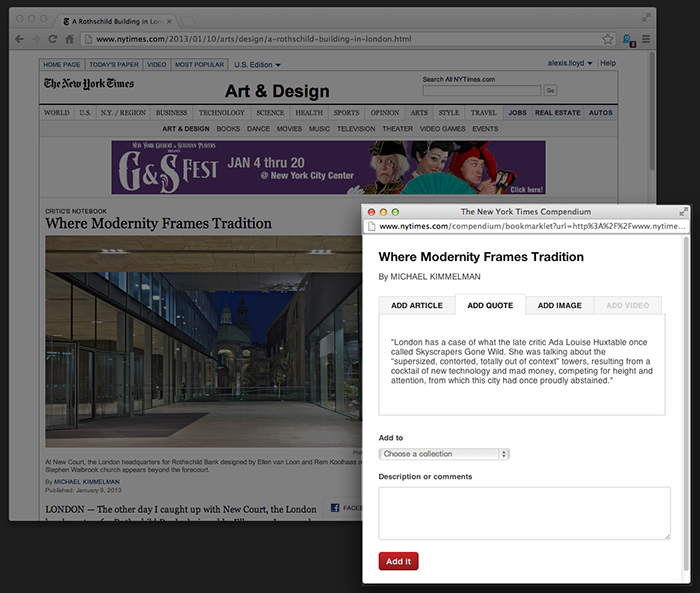 A Rothschild Building in Lon
www.nytimes.com/2013/01/10/arts/design/a-rothschild-building-in-london.html
HOME PAGE TODAY'S PAPER VIDEO MOST POPULAR U.S. Edition
alexis.lloyd Help
The New York Times
Art & Design
Search All NYTimes.com
Go
WORLD U.S. N.Y. / REGION BUSINESS TECHNOLOGY SCIENCE HEALTH SPORTS OPINION ARTS STYLE TRAVEL JOBS REAL ESTATE AUTOS
ART & DESIGN BOOKS DANCE MOVIES MUSIC TELEVISION THEATER VIDEO GAMES EVENTS
NEW YORK GILBERT & SULLIVAN PLAYERS
G&S FEST
JAN 4 thru 20
@ New York City Center
Click here!
CRITIC'S NOTEBOOK
Where Modernity Frames Tradition
At New Court, the London headquarters for Rothschild Bank designed by Ellen van Loon and Rem Koolhaas
Stephen Walbrook church appears beyond the forecourt.
By MICHAEL KIMMELMAN
Published: January 9, 2013
LONDON — The other day I caught up with New Court, the London
FACE
The New York Times Compendium
www.nytimes.com/compendium/bookmarklet?url=http%3A%2F%2Fwww.nytime...
Where Modernity Frames Tradition
By MICHAEL KIMMELMAN
ADD ARTICLE ADD QUOTE ADD IMAGE ADD VIDEO
"London has a case of what the late critic Ada Louise Huxtable once
called Skyscrapers Gone Wild. She was talking about the
"supersized, contorted, totally out of context" towers, resulting from a
cocktail of new technology and mad money, competing for height and
attention, from which this city had once proudly abstained."
Add to
Choose a collection
Description or comments
Add it